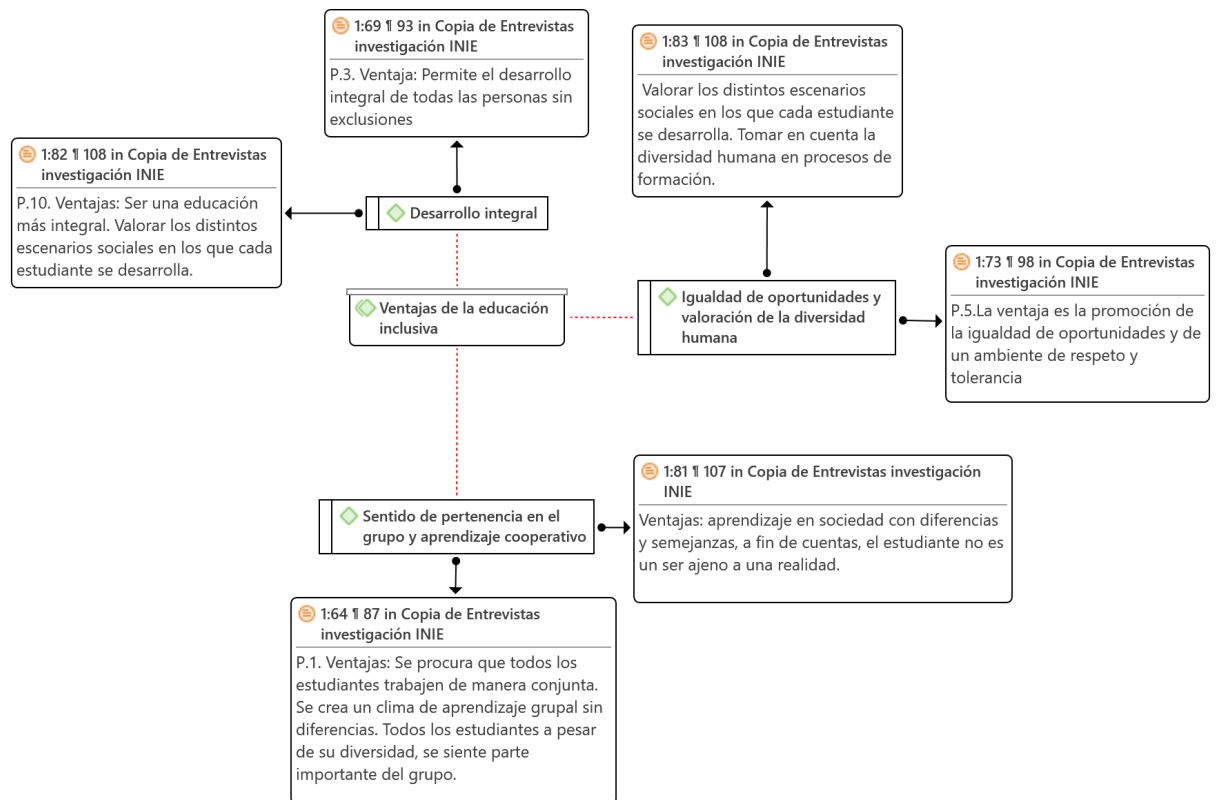 1:69 ¶ 93 in Copia de Entrevistas
investigación INIE
P.3. Ventaja: Permite el desarrollo
integral de todas las personas sin
exclusiones
1:83 ¶ 108 in Copia de Entrevistas
investigación INIE
Valorar los distintos escenarios
sociales en los que cada estudiante
se desarrolla. Tomar en cuenta la
diversidad humana en procesos de
formación.
1:82 ¶ 108 in Copia de Entrevistas
investigación INIE
P.10. Ventajas: Ser una educación
más integral. Valorar los distintos
escenarios sociales en los que cada
estudiante se desarrolla.
Desarrollo integral
Ventajas de la educación
inclusiva
Igualdad de oportunidades y
valoración de la diversidad
humana
1:73 ¶ 98 in Copia de Entrevistas
investigación INIE
P.5.La ventaja es la promoción de
la igualdad de oportunidades y de
un ambiente de respeto y
tolerancia
Sentido de pertenencia en el
grupo y aprendizaje cooperativo
1:81 ¶ 107 in Copia de Entrevistas investigación
INIE
Ventajas: aprendizaje en sociedad con diferencias
y semejanzas, a fin de cuentas, el estudiante no es
un ser ajeno a una realidad.
1:64 ¶ 87 in Copia de Entrevistas
investigación INIE
P.1. Ventajas: Se procura que todos los
estudiantes trabajen de manera conjunta.
Se crea un clima de aprendizaje grupal sin
diferencias. Todos los estudiantes a pesar
de su diversidad, se siente parte
importante del grupo.